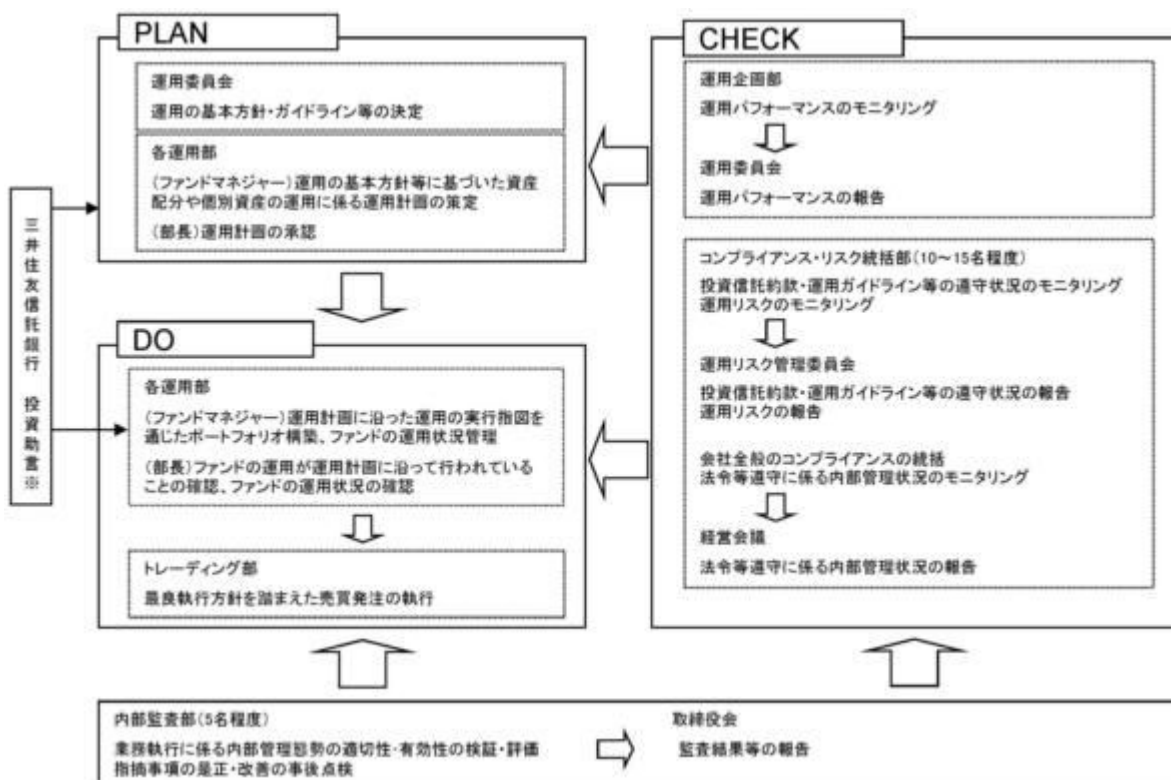 PLAN
運用委員会
運用の基本方針・ガイドライン等の決定
各運用部
(ファンドマネジャー)運用の基本方針等に基づいた資産
配分や個別資産の運用に係る運用計画の策定
(部長)運用計画の承認
三井住友信託銀行 投資助言※
DO
各運用部
(ファンドマネジャー)運用計画に沿った運用の実行指図を
通じたポートフォリオ構築、ファンドの運用状況管理
(部長)ファンドの運用が運用計画に沿って行われている
ことの確認、ファンドの運用状況の確認
トレーディング部
最良執行方針を踏まえた売買発注の執行
CHECK
運用企画部
運用パフォーマンスのモニタリング
運用委員会
運用パフォーマンスの報告
コンプライアンス・リスク統括部(10～15名程度)
投資信託約款・運用ガイドライン等の遵守状況のモニタリング
運用リスクのモニタリング
運用リスク管理委員会
投資信託約款・運用ガイドライン等の遵守状況の報告
運用リスクの報告
会社全般のコンプライアンスの統括
法令等遵守に係る内部管理状況のモニタリング
経営会議
法令等遵守に係る内部管理状況の報告
内部監査部(5名程度)
業務執行に係る内部管理態勢の適切性・有効性の検証・評価
指摘事項の是正・改善の事後点検
取締役会
監査結果等の報告